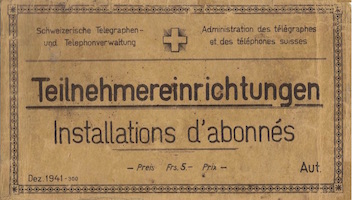 Schweizerische Telegraphen-
und Telephonverwaltung
Administration des télégraphes
et des téléphones suisses
Teilnehmereinrichtungen
Installations d'abonnés
– Preis Frs. 5.– Prix –
Dez. 1941 - 300
Aut.